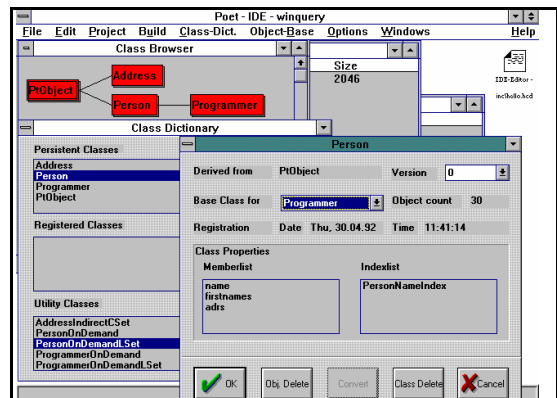 Poet - IDE - winquery
File Edit Project Build Class-Dict. Object-Base Options Windows Help
Class Browser
PtObject
Address
Person
Programmer
Size
2046
IDE-Editor -
inc\hello.hcd
Class Dictionary
Persistent Classes
Address
Person
Programmer
PtObject
Registered Classes
Utility Classes
AddressIndirectCSet
PersonOnDemand
PersonOnDemandLSet
ProgrammerOnDemand
ProgrammerOnDemandLSet
Person
Derived from PtObject Version 0
Base Class for Programmer Object count 30
Registration Date Thu, 30.04.92 Time 11:41:14
Class Properties
Memberlist
name
firstnames
adrs
Indexlist
PersonNameIndex
OK
Obj. Delete
Convert
Class Delete
Cancel